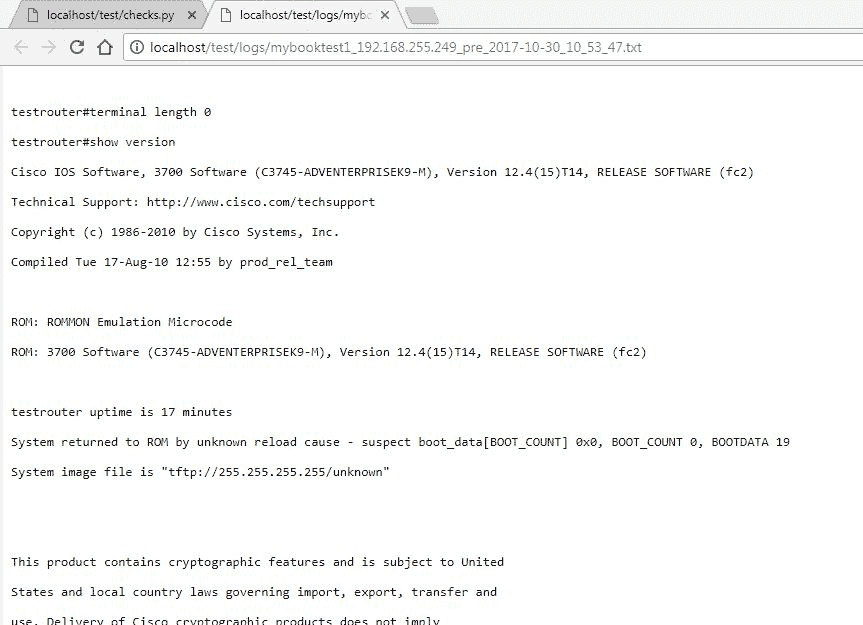 localhost/test/checks.py
localhost/test/logs/mybo
localhost/test/logs/mybooktest1_192.168.255.249_pre_2017-10-30_10_53_47.txt
testrouter#terminal length 0
testrouter#show version
Cisco IOS Software, 3700 Software (C3745-ADVENTERPRISEK9-M), Version 12.4(15)T14, RELEASE SOFTWARE (fc2)
Technical Support: http://www.cisco.com/techsupport
Copyright (c) 1986-2010 by Cisco Systems, Inc.
Compiled Tue 17-Aug-10 12:55 by prod_rel_team
ROM: ROMMON Emulation Microcode
ROM: 3700 Software (C3745-ADVENTERPRISEK9-M), Version 12.4(15)T14, RELEASE SOFTWARE (fc2)
testrouter uptime is 17 minutes
System returned to ROM by unknown reload cause - suspect boot_data[BOOT_COUNT] 0x0, BOOT_COUNT 0, BOOTDATA 19
System image file is "tftp://255.255.255.255/unknown"
This product contains cryptographic features and is subject to United
States and local country laws governing import, export, transfer and
use. Delivery of Cisco cryptographic products does not imply